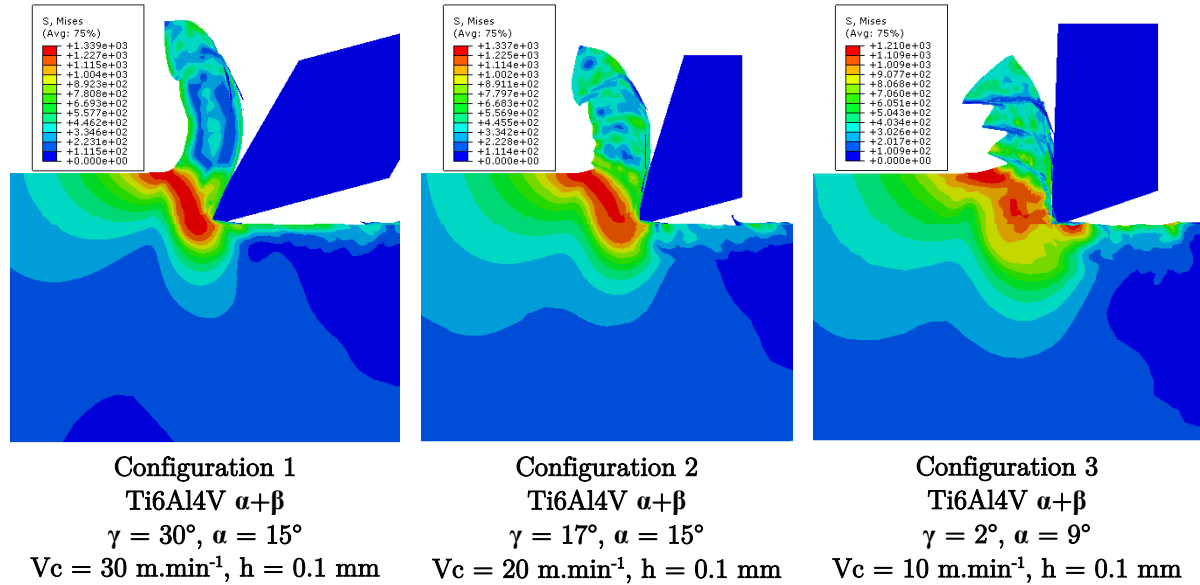 S, Mises
(Avg: 75%)
+1.339e+03
+1.227e+03
+1.115e+03
+1.004e+03
+8.923e+02
+7.808e+02
+6.693e+02
+5.577e+02
+4.462e+02
+3.346e+02
+2.231e+02
+1.115e+02
+0.000e+00
Configuration 1
Ti6Al4V α+β
γ = 30°, α = 15°
Vc = 30 m.min⁻¹, h = 0.1 mm
S, Mises
(Avg: 75%)
+1.337e+03
+1.225e+03
+1.114e+03
+1.002e+03
+8.911e+02
+7.797e+02
+6.683e+02
+5.569e+02
+4.455e+02
+3.342e+02
+2.228e+02
+1.114e+02
+0.000e+00
Configuration 2
Ti6Al4V α+β
γ = 17°, α = 15°
Vc = 20 m.min⁻¹, h = 0.1 mm
S, Mises
(Avg: 75%)
+1.210e+03
+1.109e+03
+1.009e+03
+9.077e+02
+8.068e+02
+7.060e+02
+6.051e+02
+5.043e+02
+4.034e+02
+3.026e+02
+2.017e+02
+1.009e+02
+0.000e+00
Configuration 3
Ti6Al4V α+β
γ = 2°, α = 9°
Vc = 10 m.min⁻¹, h = 0.1 mm